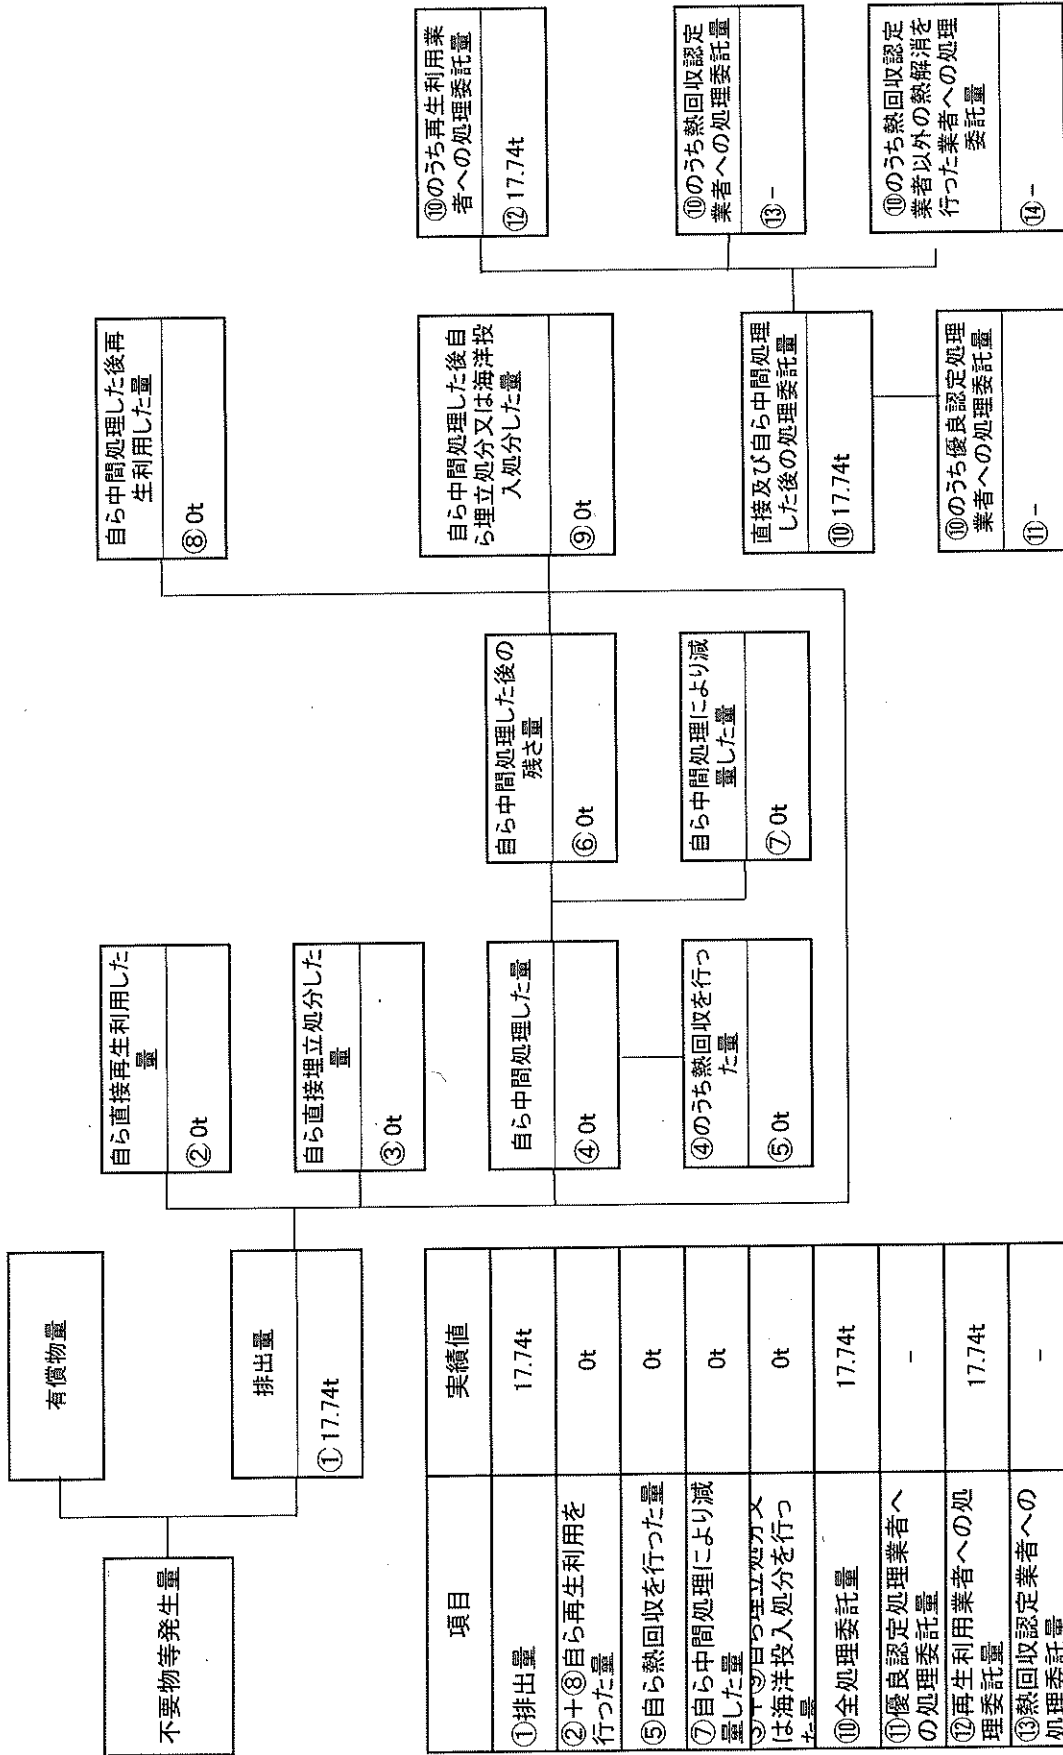 不要物等発生量
有償物量
排出量
① 17.74t
自ら直接再生利用した
量
② 0t
自ら直接埋立処分した
量
③ 0t
自ら中間処理した量
④ 0t
④のうち熱回収を行っ
た量
⑤ 0t
自ら中間処理した後の
残さ量
⑥ 0t
自ら中間処理により減
量した量
⑦ 0t
自ら中間処理した後再
生利用した量
⑧ 0t
自ら中間処理した後自
ら埋立処分又は海洋投
入処分した量
⑨ 0t
直接及び自ら中間処理
した後の処理委託量
⑩ 17.74t
⑩のうち優良認定処理
業者への処理委託量
⑪ -
⑩のうち再生利用業
者への処理委託量
⑫ 17.74t
⑩のうち熱回収認定
業者への処理委託量
⑬ -
⑩のうち熱回収認定
業者以外の熱解消を
行った業者への処理
委託量
⑭ -
項目 実績値
①排出量 17.74t
②+⑧自ら再生利用を
行った量 0t
⑤自ら熱回収を行った量 0t
⑦自ら中間処理により減
量した量 0t
③+⑨自ら埋立処分又
は海洋投入処分を行っ
た量 0t
⑩全処理委託量 17.74t
⑪優良認定処理業者へ
の処理委託量 -
⑫再生利用業者への処
理委託量 17.74t
⑬熱回収認定業者への
処理委託量 -